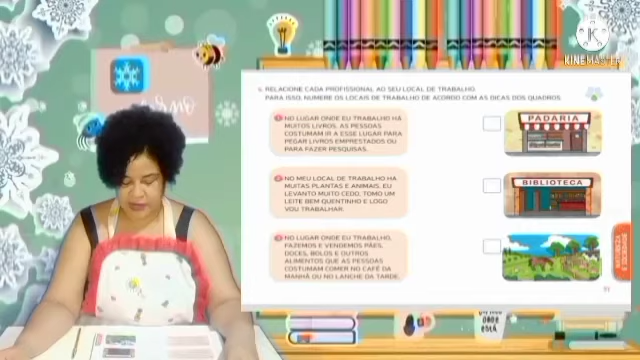 KINEMASTER
6. RELACIONE CADA PROFISSIONAL AO SEU LOCAL DE TRABALHO.
PARA ISSO, NUMERE OS LOCAIS DE TRABALHO DE ACORDO COM AS DICAS DOS QUADROS.
1 NO LUGAR ONDE EU TRABALHO HÁ
MUITOS LIVROS. AS PESSOAS
COSTUMAM IR A ESSE LUGAR PARA
PEGAR LIVROS EMPRESTADOS OU
PARA FAZER PESQUISAS.
PADARIA
2 NO MEU LOCAL DE TRABALHO HÁ
MUITAS PLANTAS E ANIMAIS. EU
LEVANTO MUITO CEDO, TOMO UM
LEITE BEM QUENTINHO E LOGO
VOU TRABALHAR.
BIBLIOTECA
3 NO LUGAR ONDE EU TRABALHO,
FAZEMOS E VENDEMOS PÃES,
DOCES, BOLOS E OUTROS
ALIMENTOS QUE AS PESSOAS
COSTUMAM COMER NO CAFÉ DA
MANHÃ OU NO LANCHE DA TARDE.